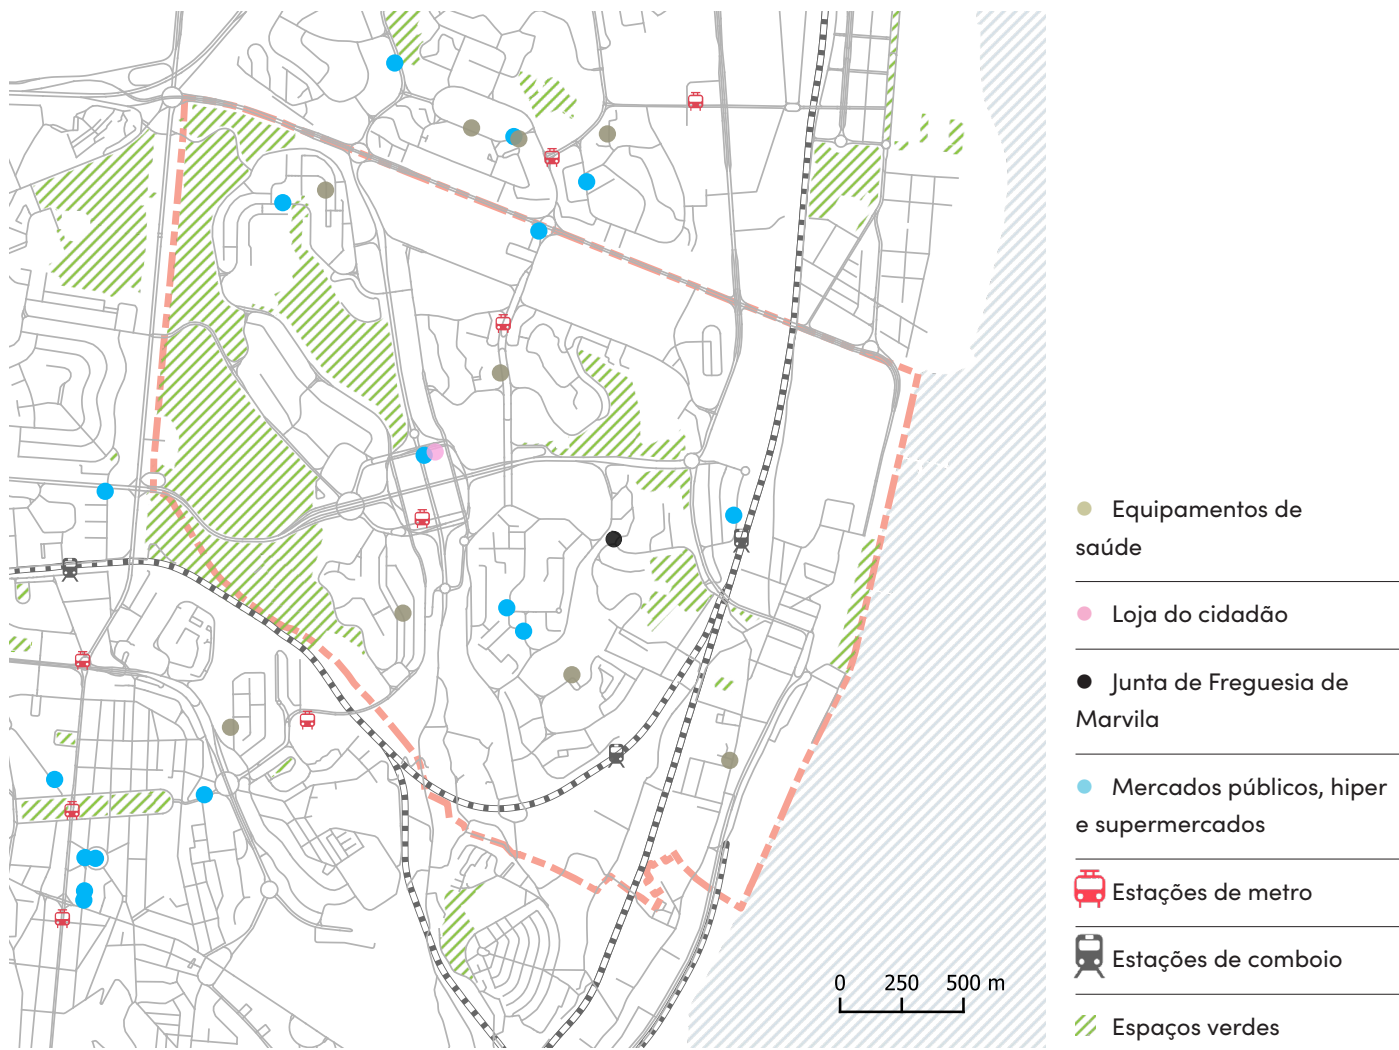 Equipamentos de
saúde
Loja do cidadão
Junta de Freguesia de
Marvila
Mercados públicos, hiper
e supermercados
Estações de metro
Estações de comboio
Espaços verdes
0 250 500 m